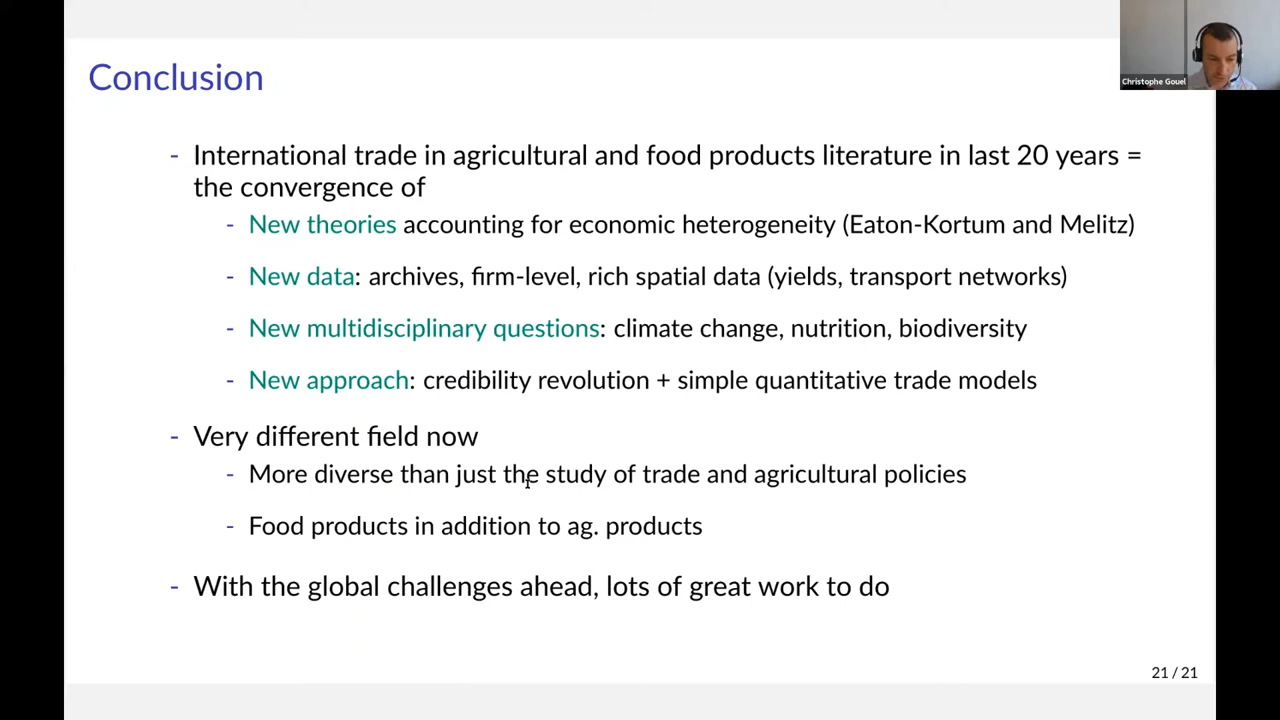 Conclusion
Christophe Gouel
- International trade in agricultural and food products literature in last 20 years =
the convergence of
- New theories accounting for economic heterogeneity (Eaton-Kortum and Melitz)
- New data: archives, firm-level, rich spatial data (yields, transport networks)
- New multidisciplinary questions: climate change, nutrition, biodiversity
- New approach: credibility revolution + simple quantitative trade models
- Very different field now
- More diverse than just the study of trade and agricultural policies
- Food products in addition to ag. products
- With the global challenges ahead, lots of great work to do
21 / 21